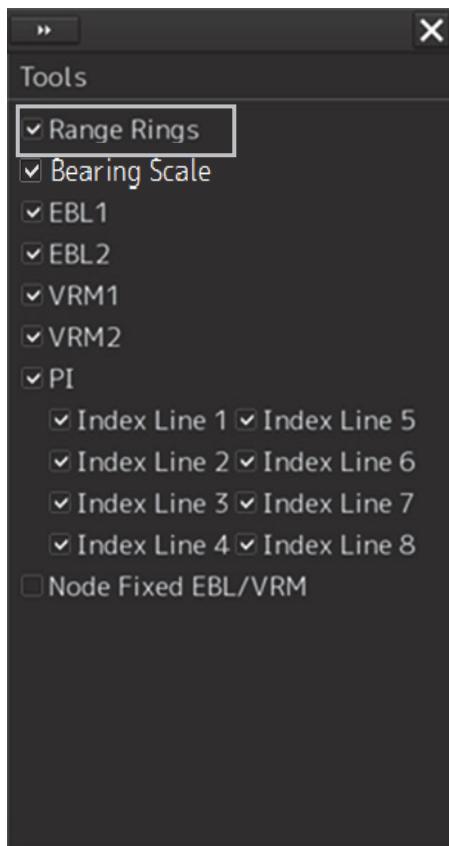 Tools
Range Rings
Bearing Scale
EBL1
EBL2
VRM1
VRM2
PI
Index Line 1 Index Line 5
Index Line 2 Index Line 6
Index Line 3 Index Line 7
Index Line 4 Index Line 8
Node Fixed EBL/VRM